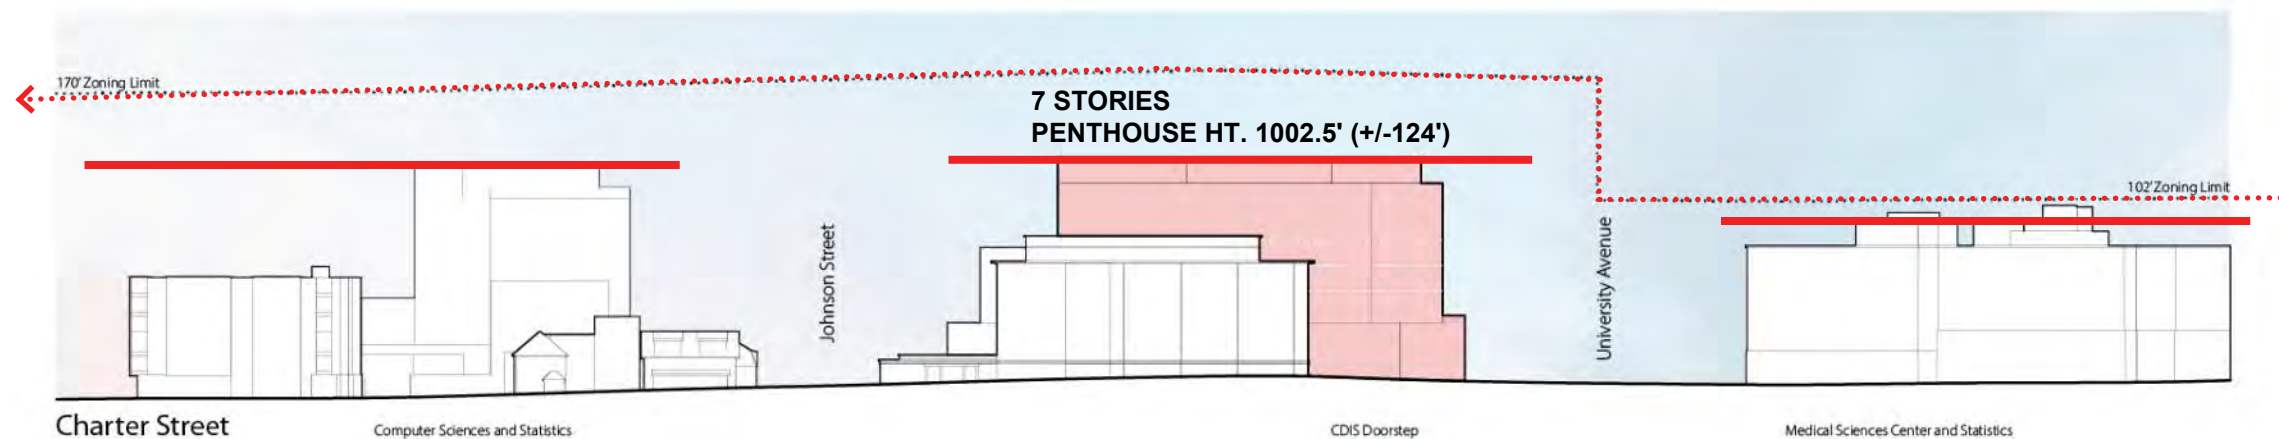 170' Zoning Limit
7 STORIES
PENTHOUSE HT. 1002.5' (+/-124')
102' Zoning Limit
Johnson Street
University Avenue
Charter Street
Computer Sciences and Statistics
CDIS Doorstep
Medical Sciences Center and Statistics